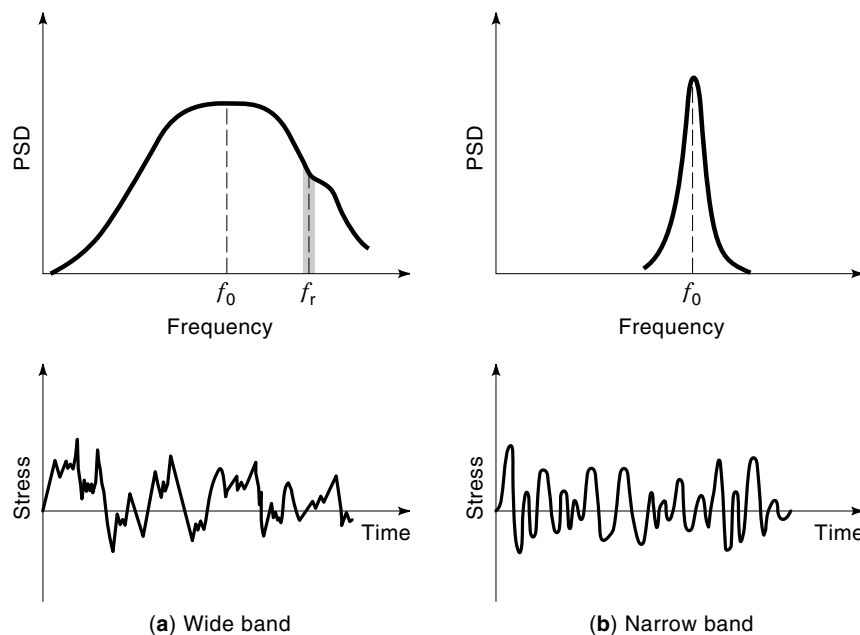 PSD
f₀
fᵣ
Frequency
PSD
f₀
Frequency
Stress
Time
Stress
Time
(a) Wide band
(b) Narrow band